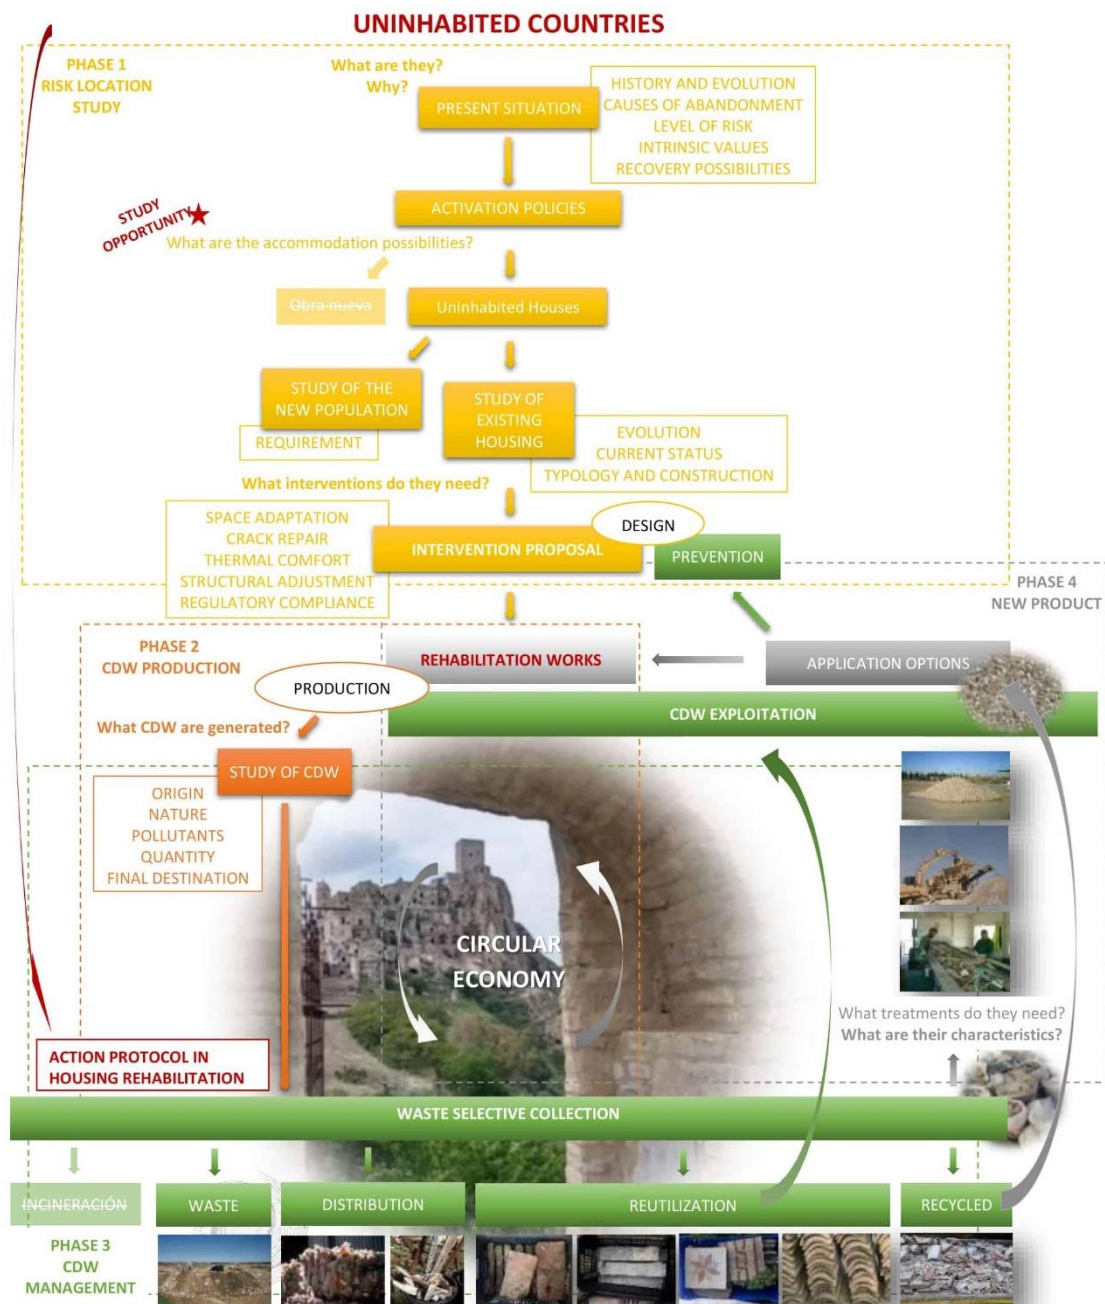 UNINHABITED COUNTRIES
PHASE 1
RISK LOCATION
STUDY
What are they?
Why?
PRESENT SITUATION
HISTORY AND EVOLUTION
CAUSES OF ABANDONMENT
LEVEL OF RISK
INTRINSIC VALUES
RECOVERY POSSIBILITIES
ACTIVATION POLICIES
STUDY
OPPORTUNITY
What are the accommodation possibilities?
Obra nueva
Uninhabited Houses
STUDY OF THE
NEW POPULATION
REQUIREMENT
STUDY OF
EXISTING
HOUSING
EVOLUTION
CURRENT STATUS
TYPOLOGY AND CONSTRUCTION
What interventions do they need?
SPACE ADAPTATION
CRACK REPAIR
THERMAL COMFORT
STRUCTURAL ADJUSTMENT
REGULATORY COMPLIANCE
INTERVENTION PROPOSAL
DESIGN
PREVENTION
PHASE 4
NEW PRODUCT
PHASE 2
CDW PRODUCTION
REHABILITATION WORKS
APPLICATION OPTIONS
PRODUCTION
CDW EXPLOITATION
What CDW are generated?
STUDY OF CDW
ORIGIN
NATURE
POLLUTANTS
QUANTITY
FINAL DESTINATION
CIRCULAR
ECONOMY
What treatments do they need?
What are their characteristics?
ACTION PROTOCOL IN
HOUSING REHABILITATION
WASTE SELECTIVE COLLECTION
INCINERACIÓN
WASTE
DISTRIBUTION
REUTILIZATION
RECYCLED
PHASE 3
CDW
MANAGEMENT